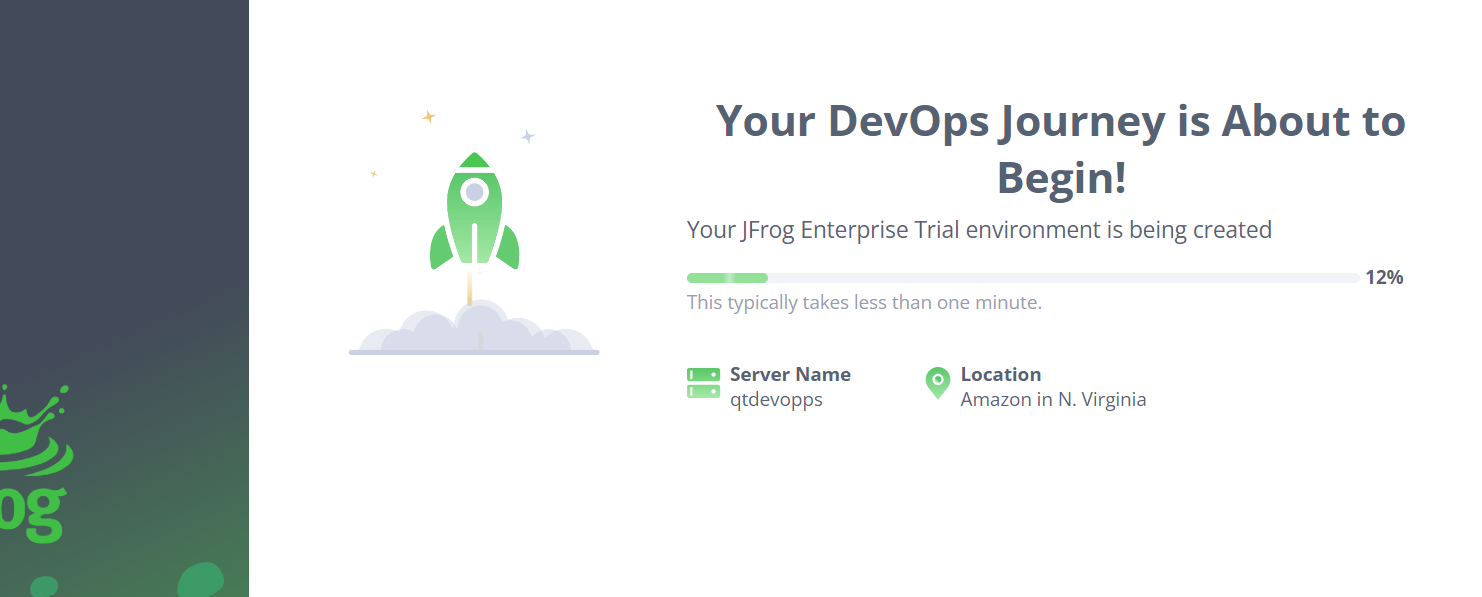 Your DevOps Journey is About to
Begin!
Your JFrog Enterprise Trial environment is being created
12%
This typically takes less than one minute.
Server Name
qtdevopps
Location
Amazon in N. Virginia
og